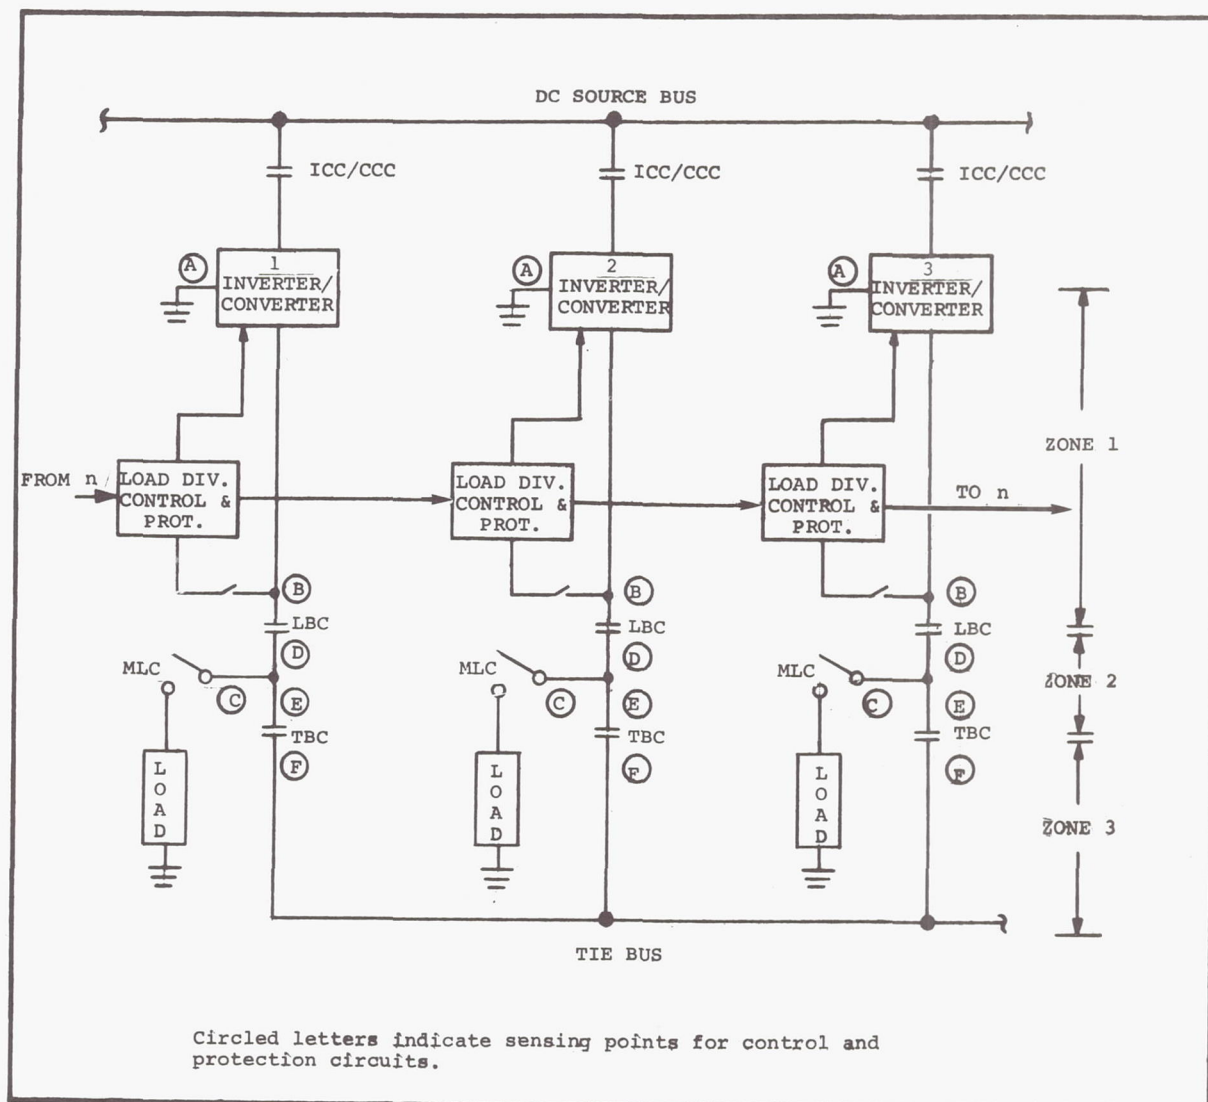 DC SOURCE BUS
ICC/CCC
ICC/CCC
ICC/CCC
A
1
INVERTER/
CONVERTER
A
2
INVERTER/
CONVERTER
A
3
INVERTER/
CONVERTER
ZONE 1
FROM n
LOAD DIV.
CONTROL &
PROT.
LOAD DIV.
CONTROL &
PROT.
LOAD DIV.
CONTROL &
PROT.
TO n
B
B
B
LBC
LBC
LBC
D
D
D
MLC
MLC
MLC
C
C
C
E
E
E
ZONE 2
TBC
TBC
TBC
F
F
F
LOAD
LOAD
LOAD
ZONE 3
TIE BUS
Circled letters indicate sensing points for control and
protection circuits.